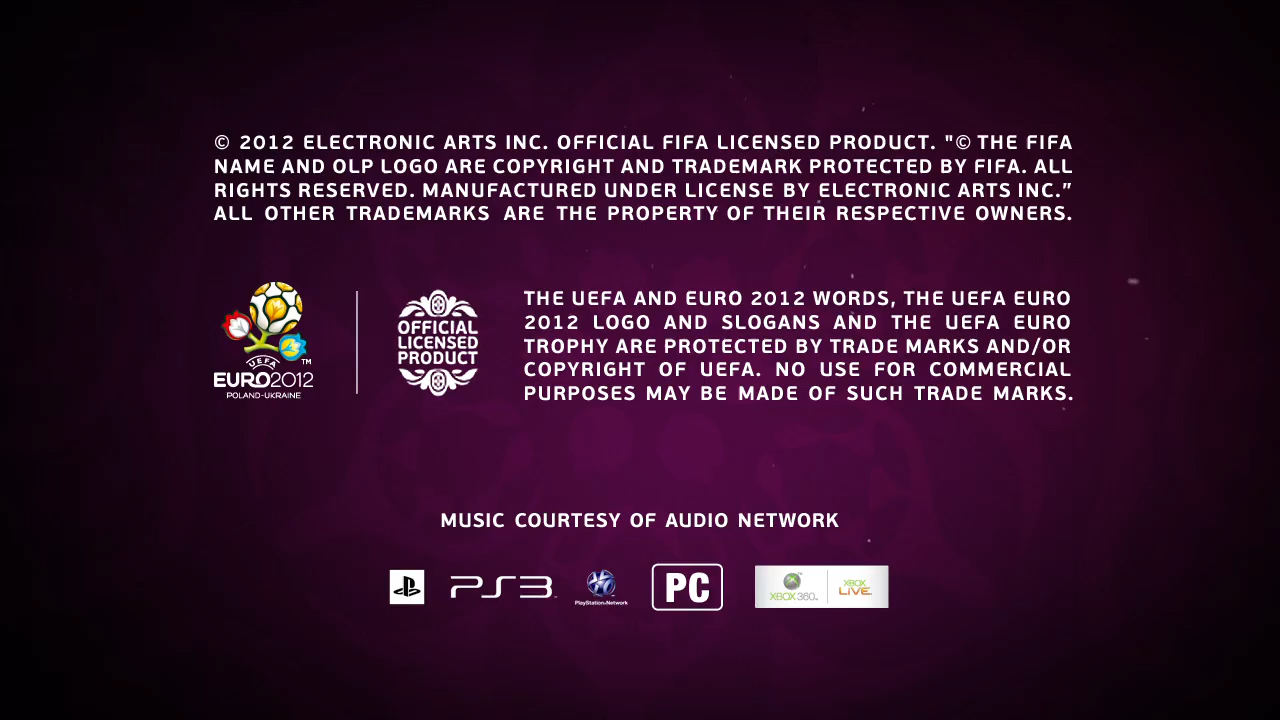 © 2012 ELECTRONIC ARTS INC. OFFICIAL FIFA LICENSED PRODUCT. "© THE FIFA
NAME AND OLP LOGO ARE COPYRIGHT AND TRADEMARK PROTECTED BY FIFA. ALL
RIGHTS RESERVED. MANUFACTURED UNDER LICENSE BY ELECTRONIC ARTS INC."
ALL OTHER TRADEMARKS ARE THE PROPERTY OF THEIR RESPECTIVE OWNERS.
UEFA TM
EURO2012
POLAND-UKRAINE
OFFICIAL
LICENSED
PRODUCT
THE UEFA AND EURO 2012 WORDS, THE UEFA EURO
2012 LOGO AND SLOGANS AND THE UEFA EURO
TROPHY ARE PROTECTED BY TRADE MARKS AND/OR
COPYRIGHT OF UEFA. NO USE FOR COMMERCIAL
PURPOSES MAY BE MADE OF SUCH TRADE MARKS.
MUSIC COURTESY OF AUDIO NETWORK
PS3
PlayStation Network
PC
XBOX 360
XBOX
LIVE